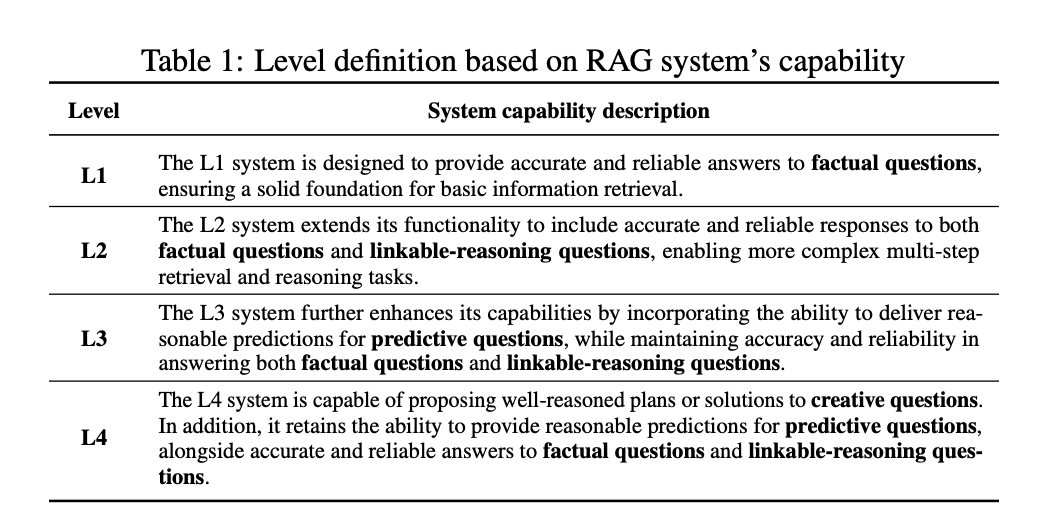 Table 1: Level definition based on RAG system's capability
Level System capability description
L1
The L1 system is designed to provide accurate and reliable answers to factual questions,
ensuring a solid foundation for basic information retrieval.
L2
The L2 system extends its functionality to include accurate and reliable responses to both
factual questions and linkable-reasoning questions, enabling more complex multi-step
retrieval and reasoning tasks.
L3
The L3 system further enhances its capabilities by incorporating the ability to deliver rea-
sonable predictions for predictive questions, while maintaining accuracy and reliability in
answering both factual questions and linkable-reasoning questions.
L4
The L4 system is capable of proposing well-reasoned plans or solutions to creative questions.
In addition, it retains the ability to provide reasonable predictions for predictive questions,
alongside accurate and reliable answers to factual questions and linkable-reasoning ques-
tions.